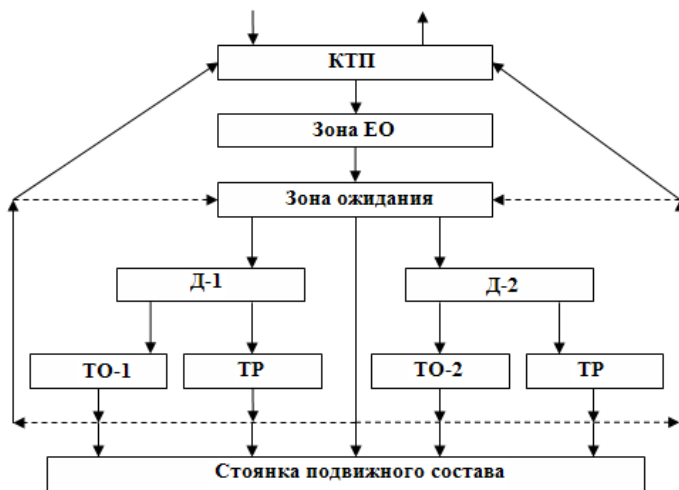 КТП
Зона ЕО
Зона ожидания
Д-1
Д-2
ТО-1
ТР
ТО-2
ТР
Стоянка подвижного состава